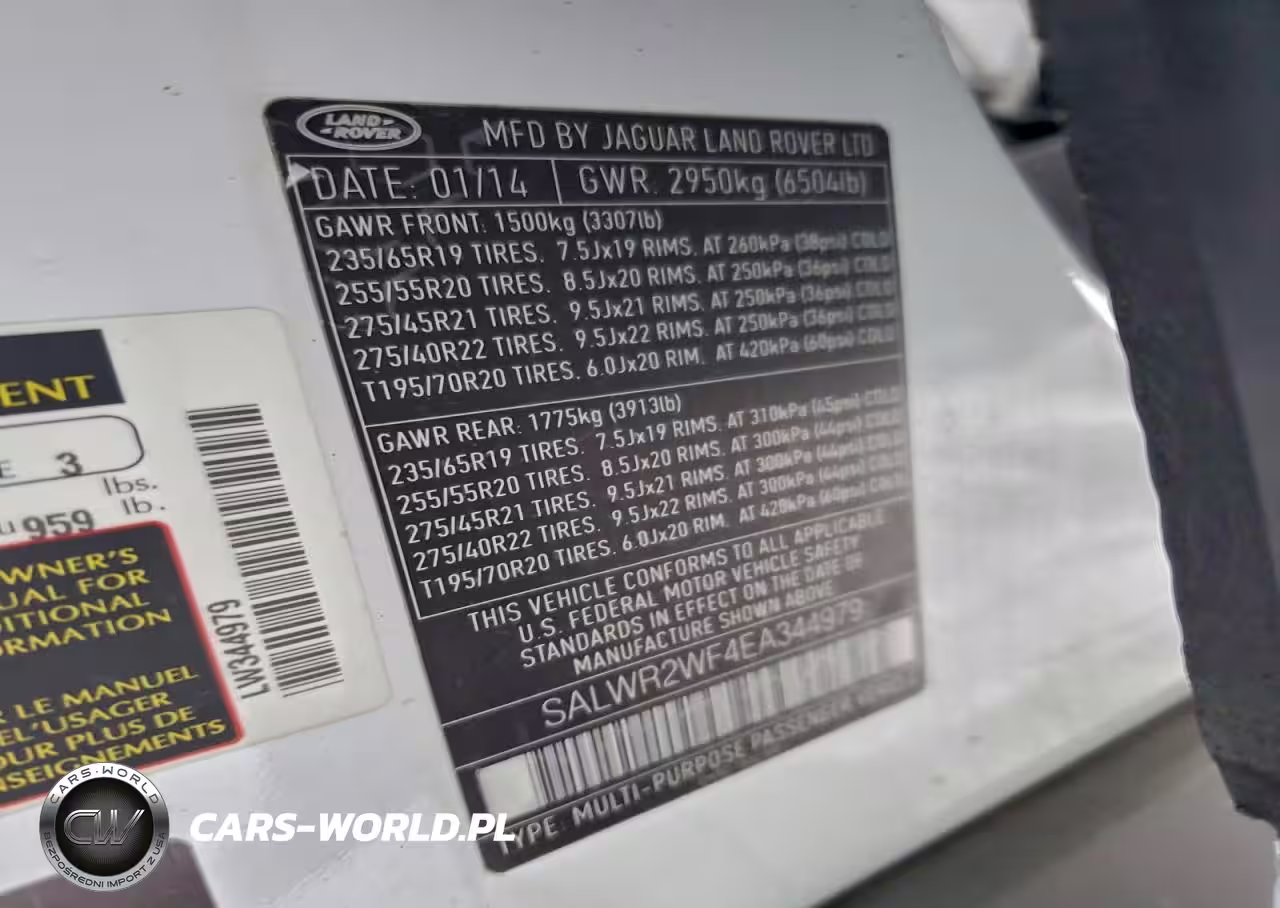 LAND ROVER
MFD BY JAGUAR LAND ROVER LTD
DATE: 01/14 GWR: 2950kg (6504lb)
GAWR FRONT: 1500kg (3307lb)
235/65R19 TIRES. 7.5Jx19 RIMS. AT 260kPa (38psi) COLD
255/55R20 TIRES. 8.5Jx20 RIMS. AT 250kPa (36psi) COLD
275/45R21 TIRES. 9.5Jx21 RIMS. AT 250kPa (36psi) COLD
275/40R22 TIRES. 9.5Jx22 RIMS. AT 250kPa (36psi) COLD
T195/70R20 TIRES. 6.0Jx20 RIM. AT 420kPa (60psi) COLD
GAWR REAR: 1775kg (3913lb)
235/65R19 TIRES. 7.5Jx19 RIMS. AT 310kPa (45psi) COLD
255/55R20 TIRES. 8.5Jx20 RIMS. AT 300kPa (44psi) COLD
275/45R21 TIRES. 9.5Jx21 RIMS. AT 300kPa (44psi) COLD
275/40R22 TIRES. 9.5Jx22 RIMS. AT 300kPa (44psi) COLD
T195/70R20 TIRES. 6.0Jx20 RIM. AT 420kPa (60psi) COLD
THIS VEHICLE CONFORMS TO ALL APPLICABLE
U.S. FEDERAL MOTOR VEHICLE SAFETY
STANDARDS IN EFFECT ON THE DATE OF
MANUFACTURE SHOWN ABOVE
SALWR2WF4EA344979
TYPE: MULTI-PURPOSE PASSENGER VEHICLE
ENT
E 3
lbs.
lb.
u 959
WNER'S
UAL FOR
DITIONAL
ORMATION
R LE MANUEL
EL'USAGER
OUR PLUS DE
NSEIGNEMENTS
LW344979
CARS-WORLD
CW
BEZPOŚREDNI IMPORT Z USA
CARS-WORLD.PL